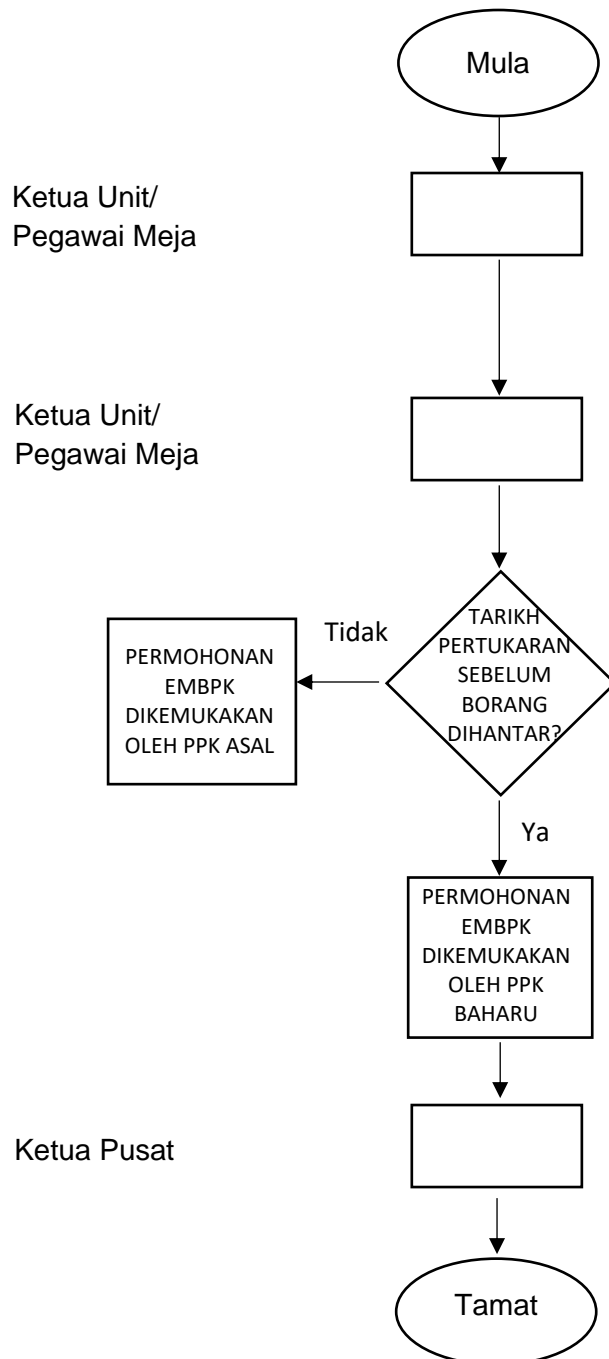 Mula
Ketua Unit/
Pegawai Meja
Ketua Unit/
Pegawai Meja
TARIKH
PERTUKARAN
SEBELUM
BORANG
DIHANTAR?
Tidak
PERMOHONAN
EMBPK
DIKEMUKAKAN
OLEH PPK ASAL
Ya
PERMOHONAN
EMBPK
DIKEMUKAKAN
OLEH PPK
BAHARU
Ketua Pusat
Tamat